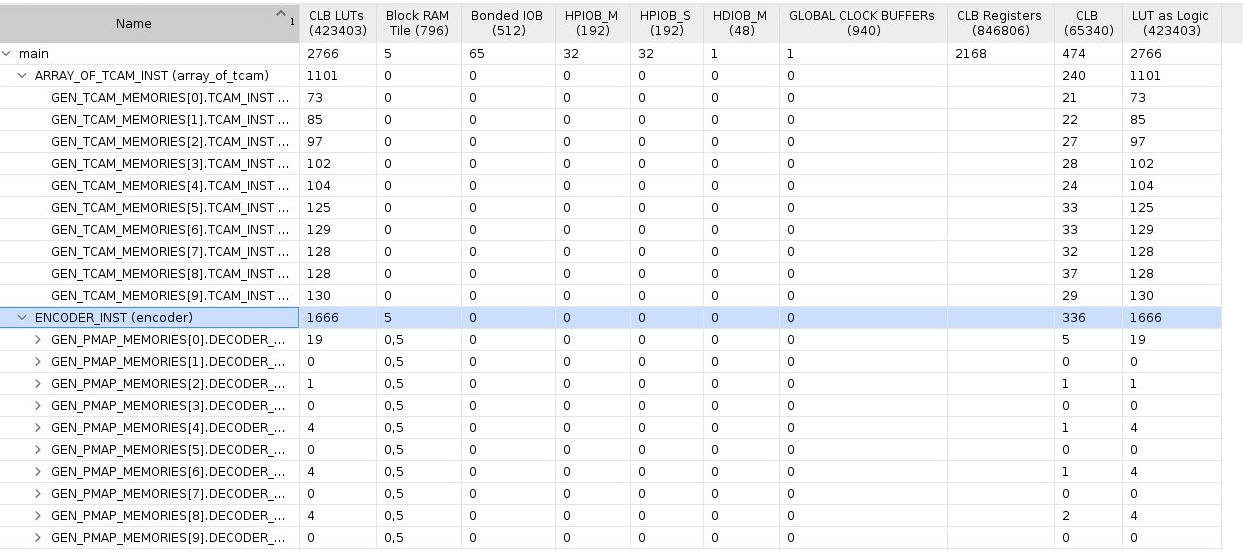 Name 1 CLB LUTs (423403) Block RAM Tile (796) Bonded IOB (512) HPIOB_M (192) HPIOB_S (192) HDIOB_M (48) GLOBAL CLOCK BUFFERs (940) CLB Registers (846806) CLB (65340) LUT as Logic (423403)
main 2766 5 65 32 32 1 1 2168 474 2766
ARRAY_OF_TCAM_INST (array_of_tcam) 1101 0 0 0 0 0 0 240 1101
GEN_TCAM_MEMORIES[0].TCAM_INST ... 73 0 0 0 0 0 0 21 73
GEN_TCAM_MEMORIES[1].TCAM_INST ... 85 0 0 0 0 0 0 22 85
GEN_TCAM_MEMORIES[2].TCAM_INST ... 97 0 0 0 0 0 0 27 97
GEN_TCAM_MEMORIES[3].TCAM_INST ... 102 0 0 0 0 0 0 28 102
GEN_TCAM_MEMORIES[4].TCAM_INST ... 104 0 0 0 0 0 0 24 104
GEN_TCAM_MEMORIES[5].TCAM_INST ... 125 0 0 0 0 0 0 33 125
GEN_TCAM_MEMORIES[6].TCAM_INST ... 129 0 0 0 0 0 0 33 129
GEN_TCAM_MEMORIES[7].TCAM_INST ... 128 0 0 0 0 0 0 32 128
GEN_TCAM_MEMORIES[8].TCAM_INST ... 128 0 0 0 0 0 0 37 128
GEN_TCAM_MEMORIES[9].TCAM_INST ... 130 0 0 0 0 0 0 29 130
ENCODER_INST (encoder) 1666 5 0 0 0 0 0 336 1666
GEN_PMAP_MEMORIES[0].DECODER_... 19 0,5 0 0 0 0 0 5 19
GEN_PMAP_MEMORIES[1].DECODER_... 0 0,5 0 0 0 0 0 0 0
GEN_PMAP_MEMORIES[2].DECODER_... 1 0,5 0 0 0 0 0 1 1
GEN_PMAP_MEMORIES[3].DECODER_... 0 0,5 0 0 0 0 0 0 0
GEN_PMAP_MEMORIES[4].DECODER_... 4 0,5 0 0 0 0 0 1 4
GEN_PMAP_MEMORIES[5].DECODER_... 0 0,5 0 0 0 0 0 0 0
GEN_PMAP_MEMORIES[6].DECODER_... 4 0,5 0 0 0 0 0 1 4
GEN_PMAP_MEMORIES[7].DECODER_... 0 0,5 0 0 0 0 0 0 0
GEN_PMAP_MEMORIES[8].DECODER_... 4 0,5 0 0 0 0 0 2 4
GEN_PMAP_MEMORIES[9].DECODER_... 0 0,5 0 0 0 0 0 0 0